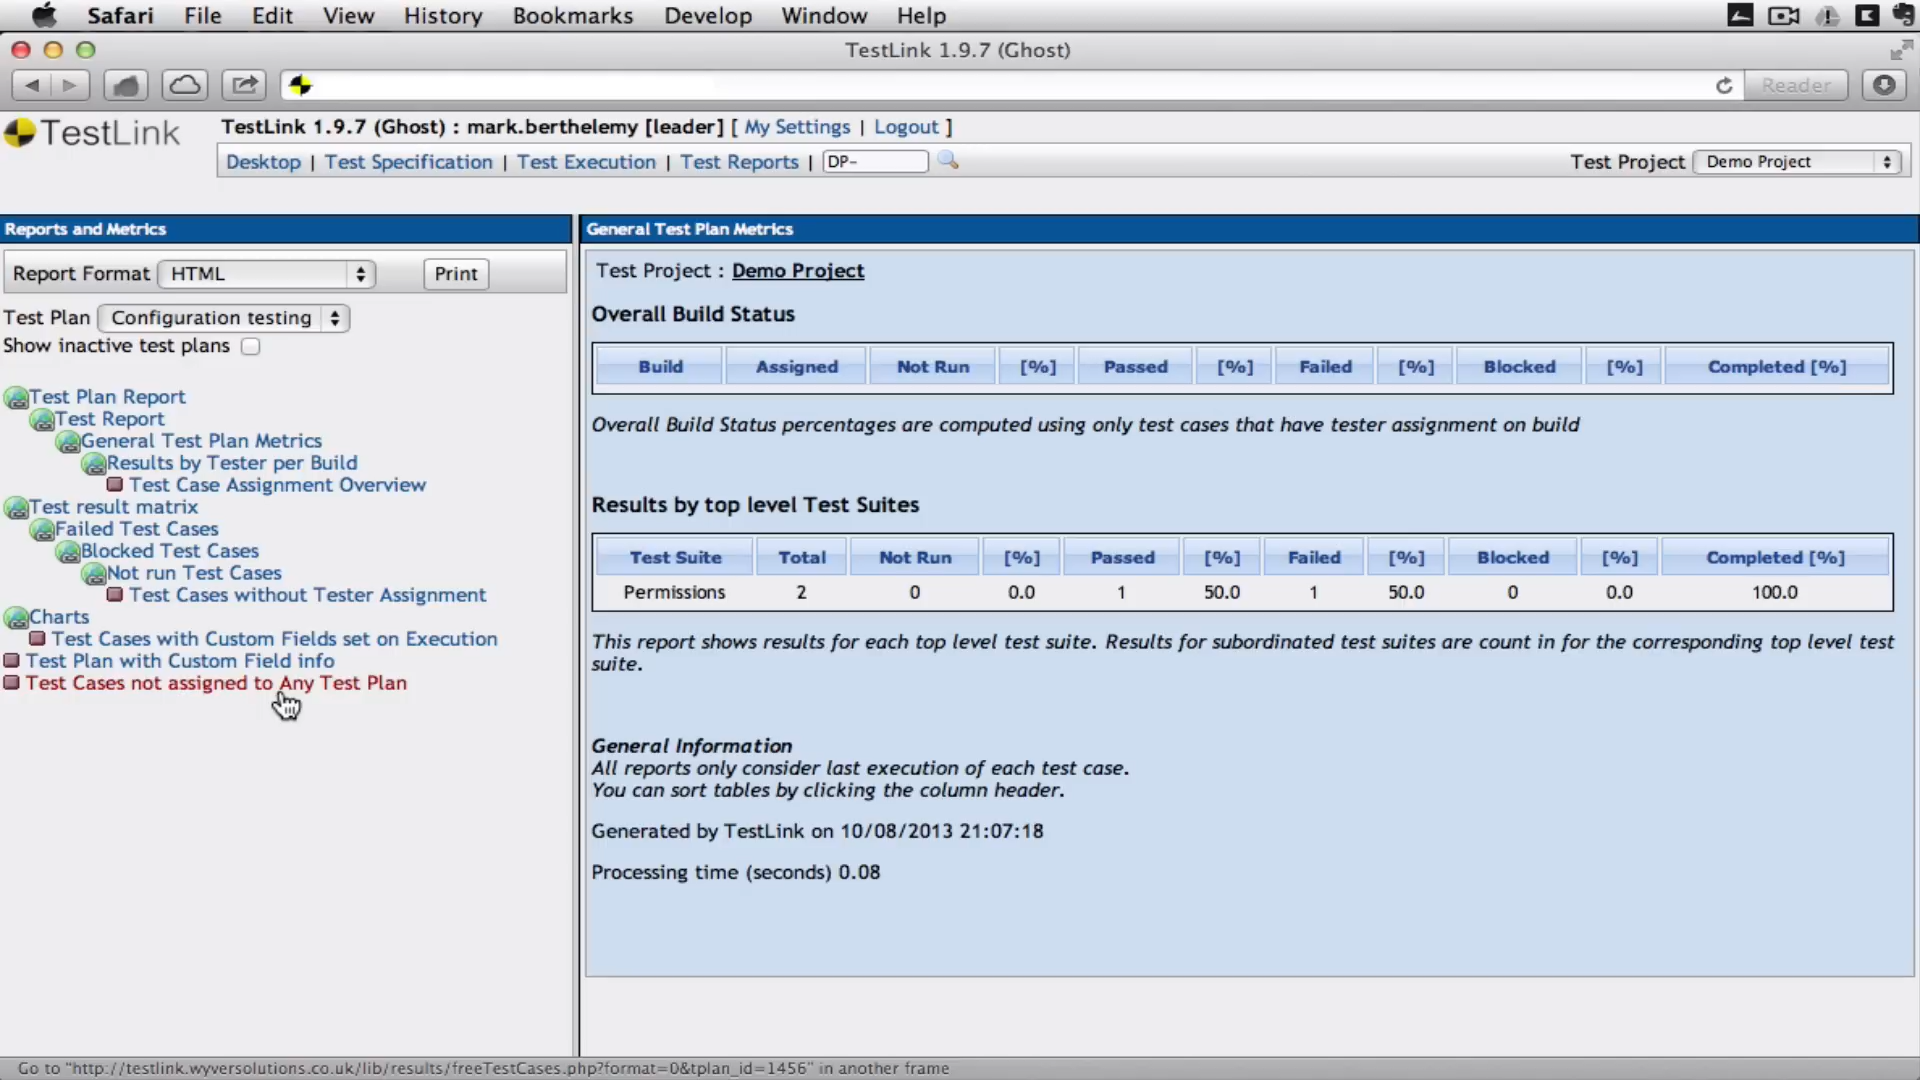 Safari File Edit View History Bookmarks Develop Window Help
TestLink 1.9.7 (Ghost)
Reader
TestLink
TestLink 1.9.7 (Ghost) : mark.berthelemy [leader] [ My Settings | Logout ]
Desktop | Test Specification | Test Execution | Test Reports | DP-
Test Project Demo Project
Reports and Metrics
Report Format HTML Print
Test Plan Configuration testing
Show inactive test plans
Test Plan Report
Test Report
General Test Plan Metrics
Results by Tester per Build
Test Case Assignment Overview
Test result matrix
Failed Test Cases
Blocked Test Cases
Not run Test Cases
Test Cases without Tester Assignment
Charts
Test Cases with Custom Fields set on Execution
Test Plan with Custom Field info
Test Cases not assigned to Any Test Plan
General Test Plan Metrics
Test Project : Demo Project
Overall Build Status
Build Assigned Not Run [%] Passed [%] Failed [%] Blocked [%] Completed [%]
Overall Build Status percentages are computed using only test cases that have tester assignment on build
Results by top level Test Suites
Test Suite Total Not Run [%] Passed [%] Failed [%] Blocked [%] Completed [%]
Permissions 2 0 0.0 1 50.0 1 50.0 0 0.0 100.0
This report shows results for each top level test suite. Results for subordinated test suites are count in for the corresponding top level test
suite.
General Information
All reports only consider last execution of each test case.
You can sort tables by clicking the column header.
Generated by TestLink on 10/08/2013 21:07:18
Processing time (seconds) 0.08
Go to "http://testlink.wyversolutions.co.uk/lib/results/freeTestCases.php?format=0&tplan_id=1456" in another frame